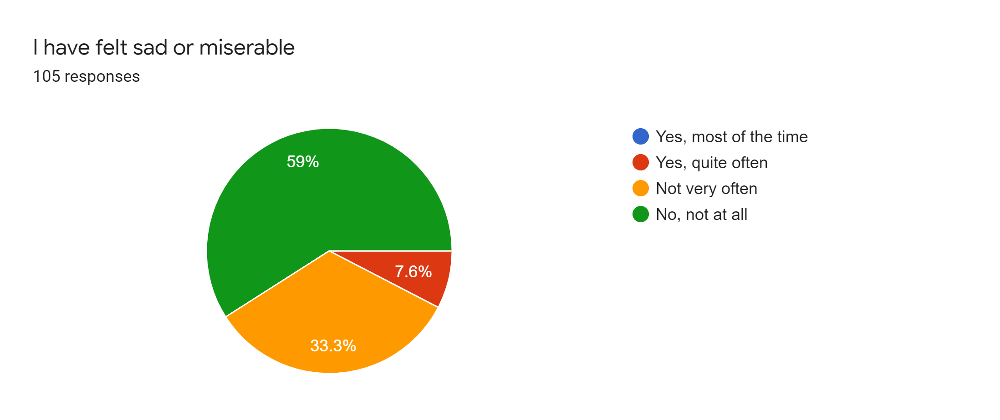 I have felt sad or miserable
105 responses
59%
7.6%
33.3%
Yes, most of the time
Yes, quite often
Not very often
No, not at all